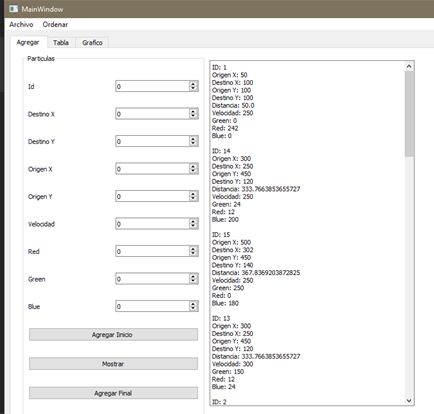 MainWindow
Archivo Ordenar
Agregar Tabla Grafico
Particulas
Id 0
Destino X 0
Destino Y 0
Origen X 0
Origen Y 0
Velocidad 0
Red 0
Green 0
Blue 0
Agregar Inicio
Mostrar
Agregar Final
ID: 1
Origen X: 50
Destino X: 100
Origen Y: 100
Destino Y: 100
Distancia: 50.0
Velocidad: 250
Green: 0
Red: 242
Blue: 0
ID: 14
Origen X: 300
Destino X: 250
Origen Y: 450
Destino Y: 120
Distancia: 333.7663853655727
Velocidad: 250
Green: 24
Red: 12
Blue: 200
ID: 15
Origen X: 500
Destino X: 302
Origen Y: 450
Destino Y: 140
Distancia: 367.8369203872825
Velocidad: 250
Green: 250
Red: 0
Blue: 180
ID: 13
Origen X: 300
Destino X: 250
Origen Y: 450
Destino Y: 120
Distancia: 333.7663853655727
Velocidad: 300
Green: 150
Red: 12
Blue: 24
ID: 2